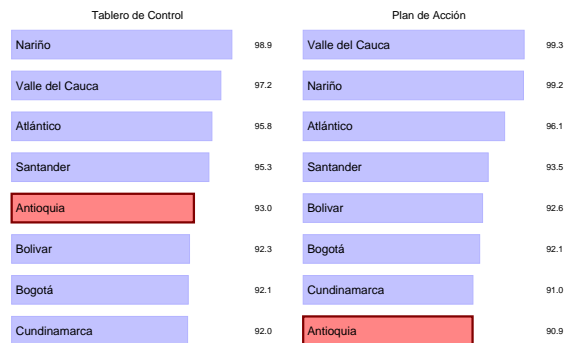 Tablero de Control
Nariño 98.9
Valle del Cauca 97.2
Atlántico 95.8
Santander 95.3
Antioquia 93.0
Bolivar 92.3
Bogotá 92.1
Cundinamarca 92.0
Plan de Acción
Valle del Cauca 99.3
Nariño 99.2
Atlántico 96.1
Santander 93.5
Bolivar 92.6
Bogotá 92.1
Cundinamarca 91.0
Antioquia 90.9